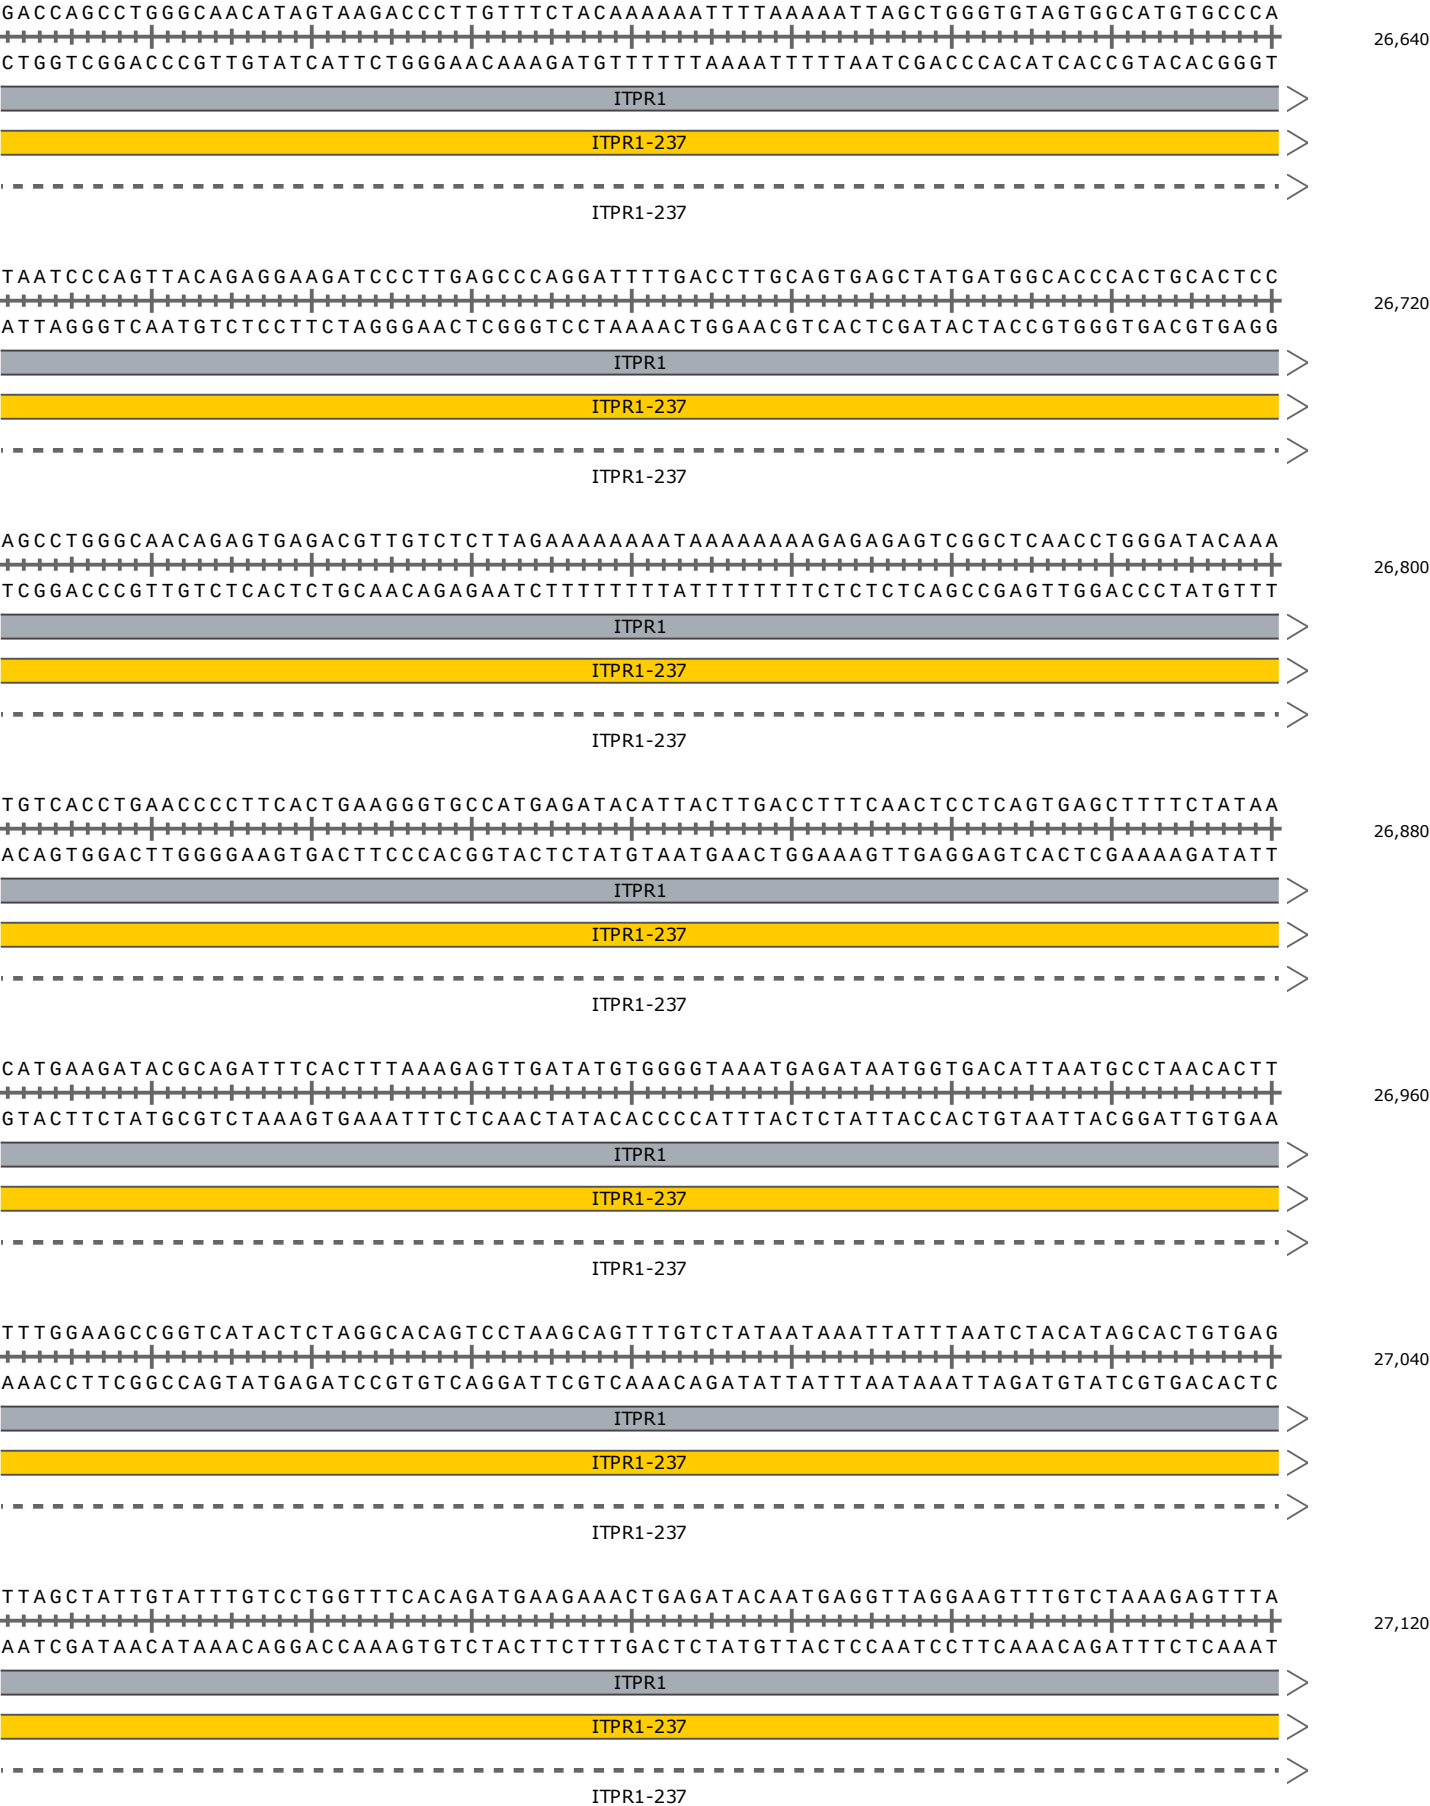 GACCAGCCTGGGCAACATAGTAAGACCCTTGTTTCTACAAAAAATTTTAAAAATTAGCTGGGTGTAGTGGCATGTGCCCA
26,640
CTGGTCGGACCCGTTGTATCATTCTGGGAACAAAGATGTTTTTTAAAATTTTTAATCGACCCACATCACCGTACACGGGT
ITPR1
ITPR1-237
ITPR1-237
TAATCCCAGTTACAGAGGAAGATCCCTTGAGCCCAGGATTTTGACCTTGCAGTGAGCTATGATGGCACCCACTGCACTCC
26,720
ATTAGGGTCAATGTCTCCTTCTAGGGAACTCGGGTCCTAAAACTGGAACGTCACTCGATACTACCGTGGGTGACGTGAGG
ITPR1
ITPR1-237
ITPR1-237
AGCCTGGGCAACAGAGTGAGACGTTGTCTCTTAGAAAAAAAATAAAAAAAAGAGAGAGTCGGCTCAACCTGGGATACAAA
26,800
TCGGACCCGTTGTCTCACTCTGCAACAGAGAATCTTTTTTTTATTTTTTTTCTCTCTCAGCCGAGTTGGACCCTATGTTT
ITPR1
ITPR1-237
ITPR1-237
TGTCACCTGAACCCCTTCACTGAAGGGTGCCATGAGATACATTACTTGACCTTTCAACTCCTCAGTGAGCTTTTCTATAA
26,880
ACAGTGGACTTGGGGAAGTGACTTCCCACGGTACTCTATGTAATGAACTGGAAAGTTGAGGAGTCACTCGAAAAGATATT
ITPR1
ITPR1-237
ITPR1-237
CATGAAGATACGCAGATTTCACTTTAAAGAGTTGATATGTGGGGTAAATGAGATAATGGTGACATTAATGCCTAACACTT
26,960
GTACTTCTATGCGTCTAAAGTGAAATTTCTCAACTATACACCCCATTTACTCTATTACCACTGTAATTACGGATTGTGAA
ITPR1
ITPR1-237
ITPR1-237
TTTGGAAGCCGGTCATACTCTAGGCACAGTCCTAAGCAGTTTGTCTATAATAAATTATTTAATCTACATAGCACTGTGAG
27,040
AAACCTTCGGCCAGTATGAGATCCGTGTCAGGATTCGTCAAACAGATATTATTTAATAAATTAGATGTATCGTGACACTC
ITPR1
ITPR1-237
ITPR1-237
TTAGCTATTGTATTTGTCCTGGTTTCACAGATGAAGAAACTGAGATACAATGAGGTTAGGAAGTTTGTCTAAAGAGTTTA
27,120
AATCGATAACATAAACAGGACCAAAGTGTCTACTTCTTTGACTCTATGTTACTCCAATCCTTCAAACAGATTTCTCAAAT
ITPR1
ITPR1-237
ITPR1-237